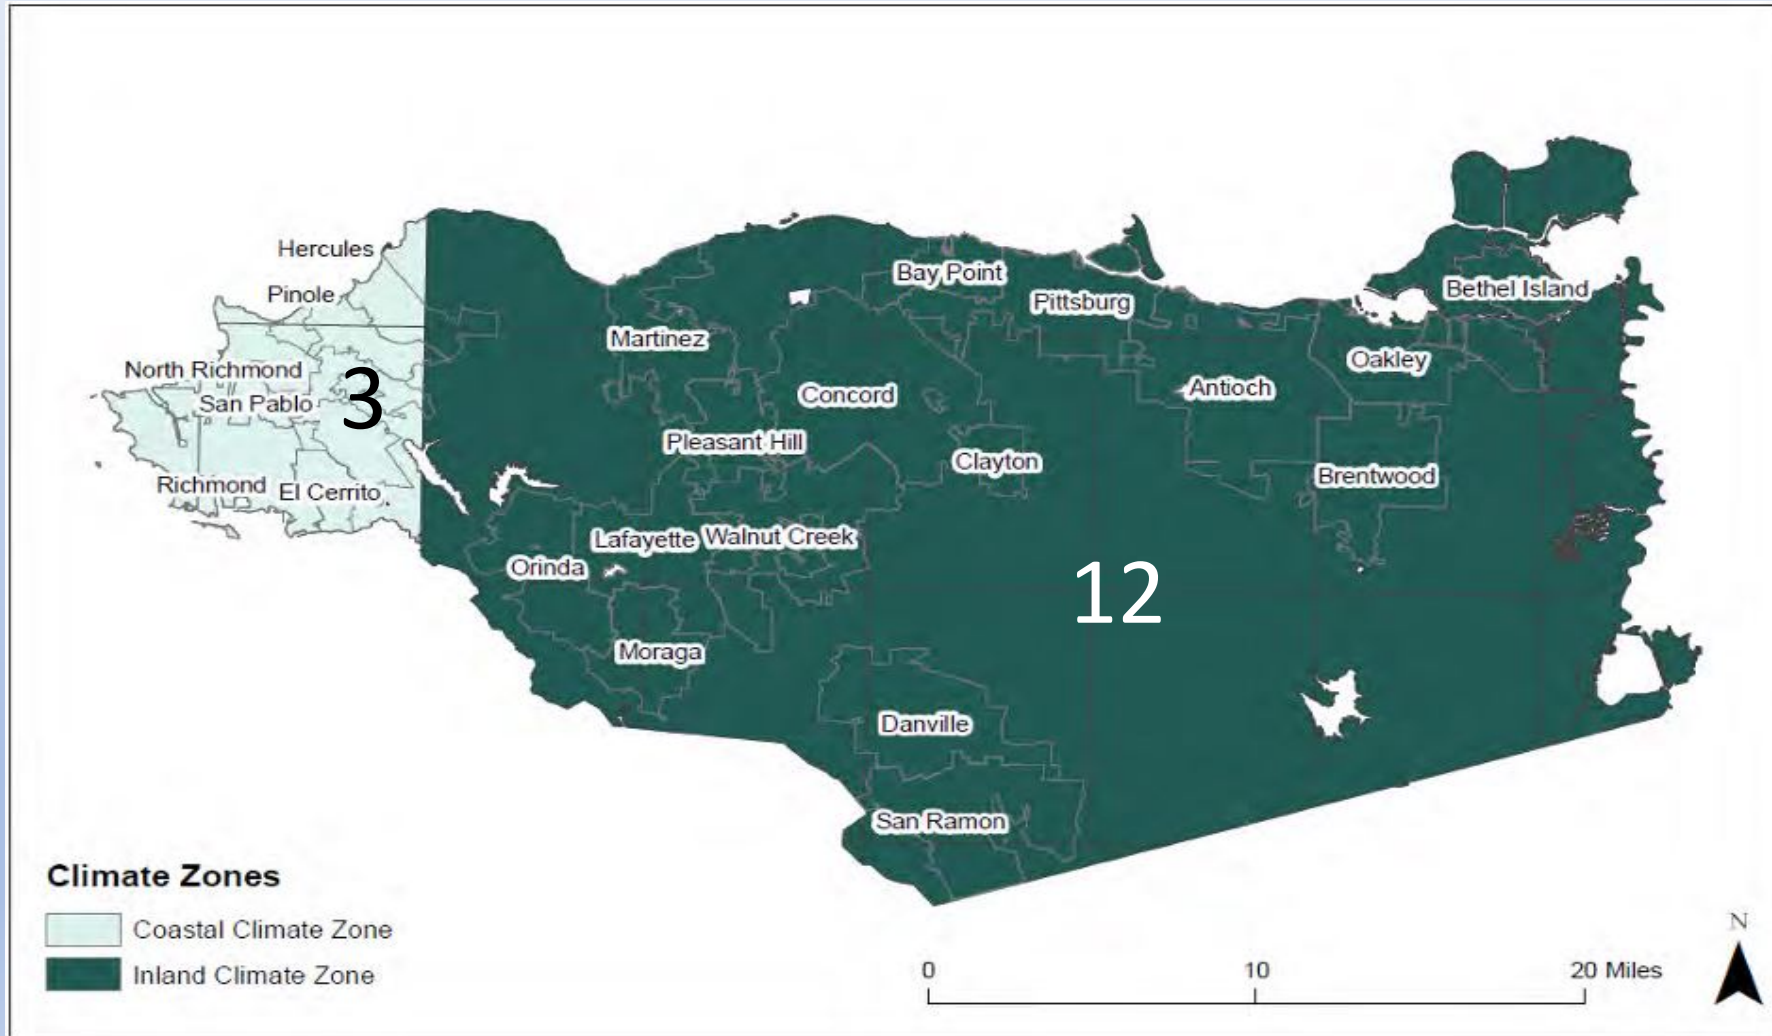 Hercules
Pinole
North Richmond
San Pablo
3
Richmond
El Cerrito
Martinez
Bay Point
Pittsburg
Bethel Island
Oakley
Antioch
Concord
Pleasant Hill
Clayton
Brentwood
Lafayette
Walnut Creek
Orinda
12
Moraga
Danville
San Ramon
Climate Zones
Coastal Climate Zone
Inland Climate Zone
0 10 20 Miles
N